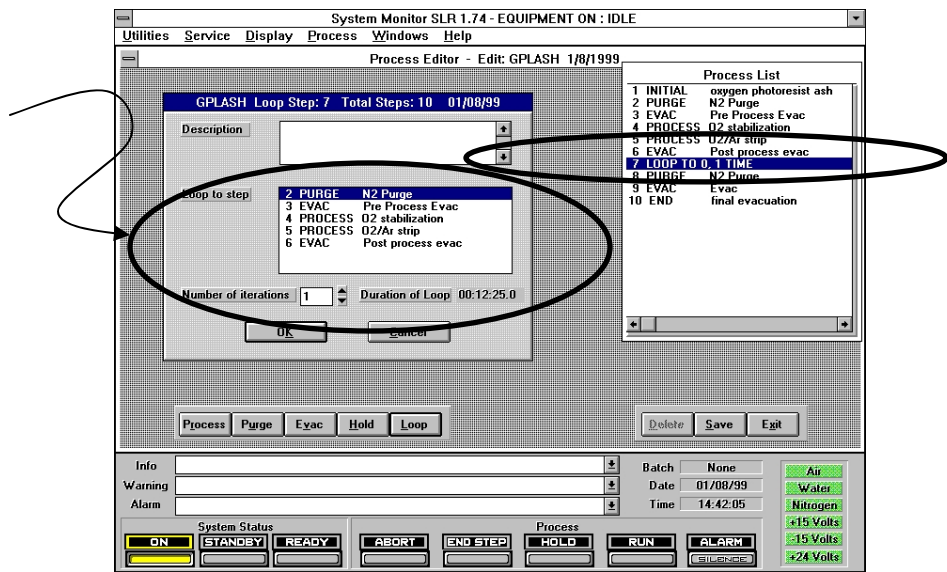 System Monitor SLR 1.74 - EQUIPMENT ON : IDLE
Utilities Service Display Process Windows Help
Process Editor - Edit: GPLASH 1/8/1999
GPLASH Loop Step: 7 Total Steps: 10 01/08/99
Description
Loop to step
2 PURGE N2 Purge
3 EVAC Pre Process Evac
4 PROCESS O2 stabilization
5 PROCESS O2/Ar strip
6 EVAC Post process evac
Number of iterations 1 Duration of Loop 00:12:25.0
OK Cancel
Process List
1 INITIAL oxygen photoresist ash
2 PURGE N2 Purge
3 EVAC Pre Process Evac
4 PROCESS O2 stabilization
5 PROCESS O2/Ar strip
6 EVAC Post process evac
7 LOOP TO 0, 1 TIME
8 PURGE N2 Purge
9 EVAC Evac
10 END final evacuation
Process Purge Evac Hold Loop
Delete Save Exit
Info
Warning
Alarm
Batch None
Date 01/08/99
Time 14:42:05
Air
Water
Nitrogen
+15 Volts
-15 Volts
+24 Volts
System Status
ON STANDBY READY
Process
ABORT END STEP HOLD RUN ALARM
SILENCE